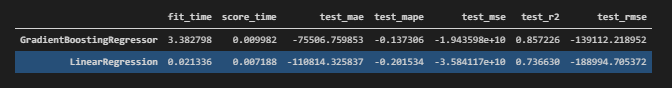 fit_time score_time test_mae test_mape test_mse test_r2 test_rmse
GradientBoostingRegressor 3.382798 0.009982 -75506.759853 -0.137306 -1.943598e+10 0.857226 -139112.218952
LinearRegression 0.021336 0.007188 -110814.325837 -0.201534 -3.584117e+10 0.736630 -188994.705372